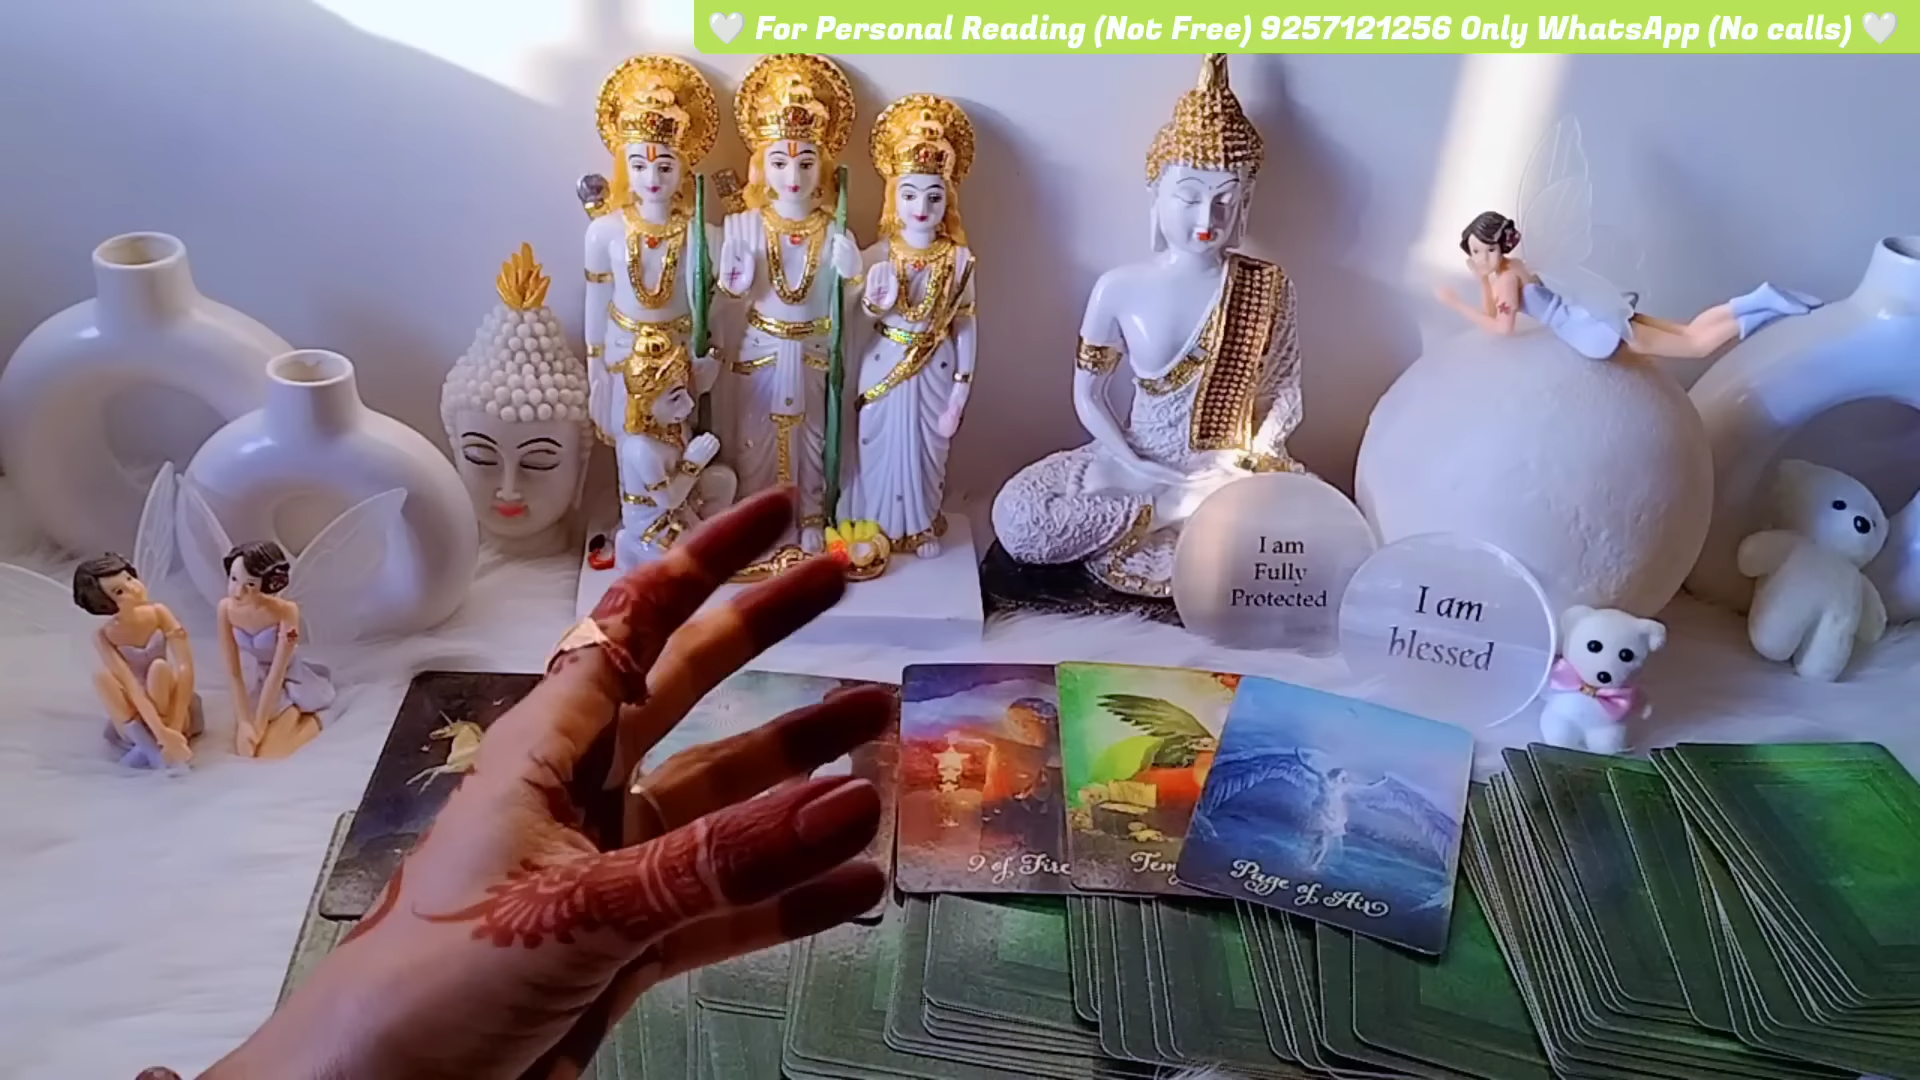 🤍 For Personal Reading (Not Free) 9257121256 Only WhatsApp (No calls) 🤍
I am
Fully
Protected
I am
blessed
9 of Fire
Page of Air